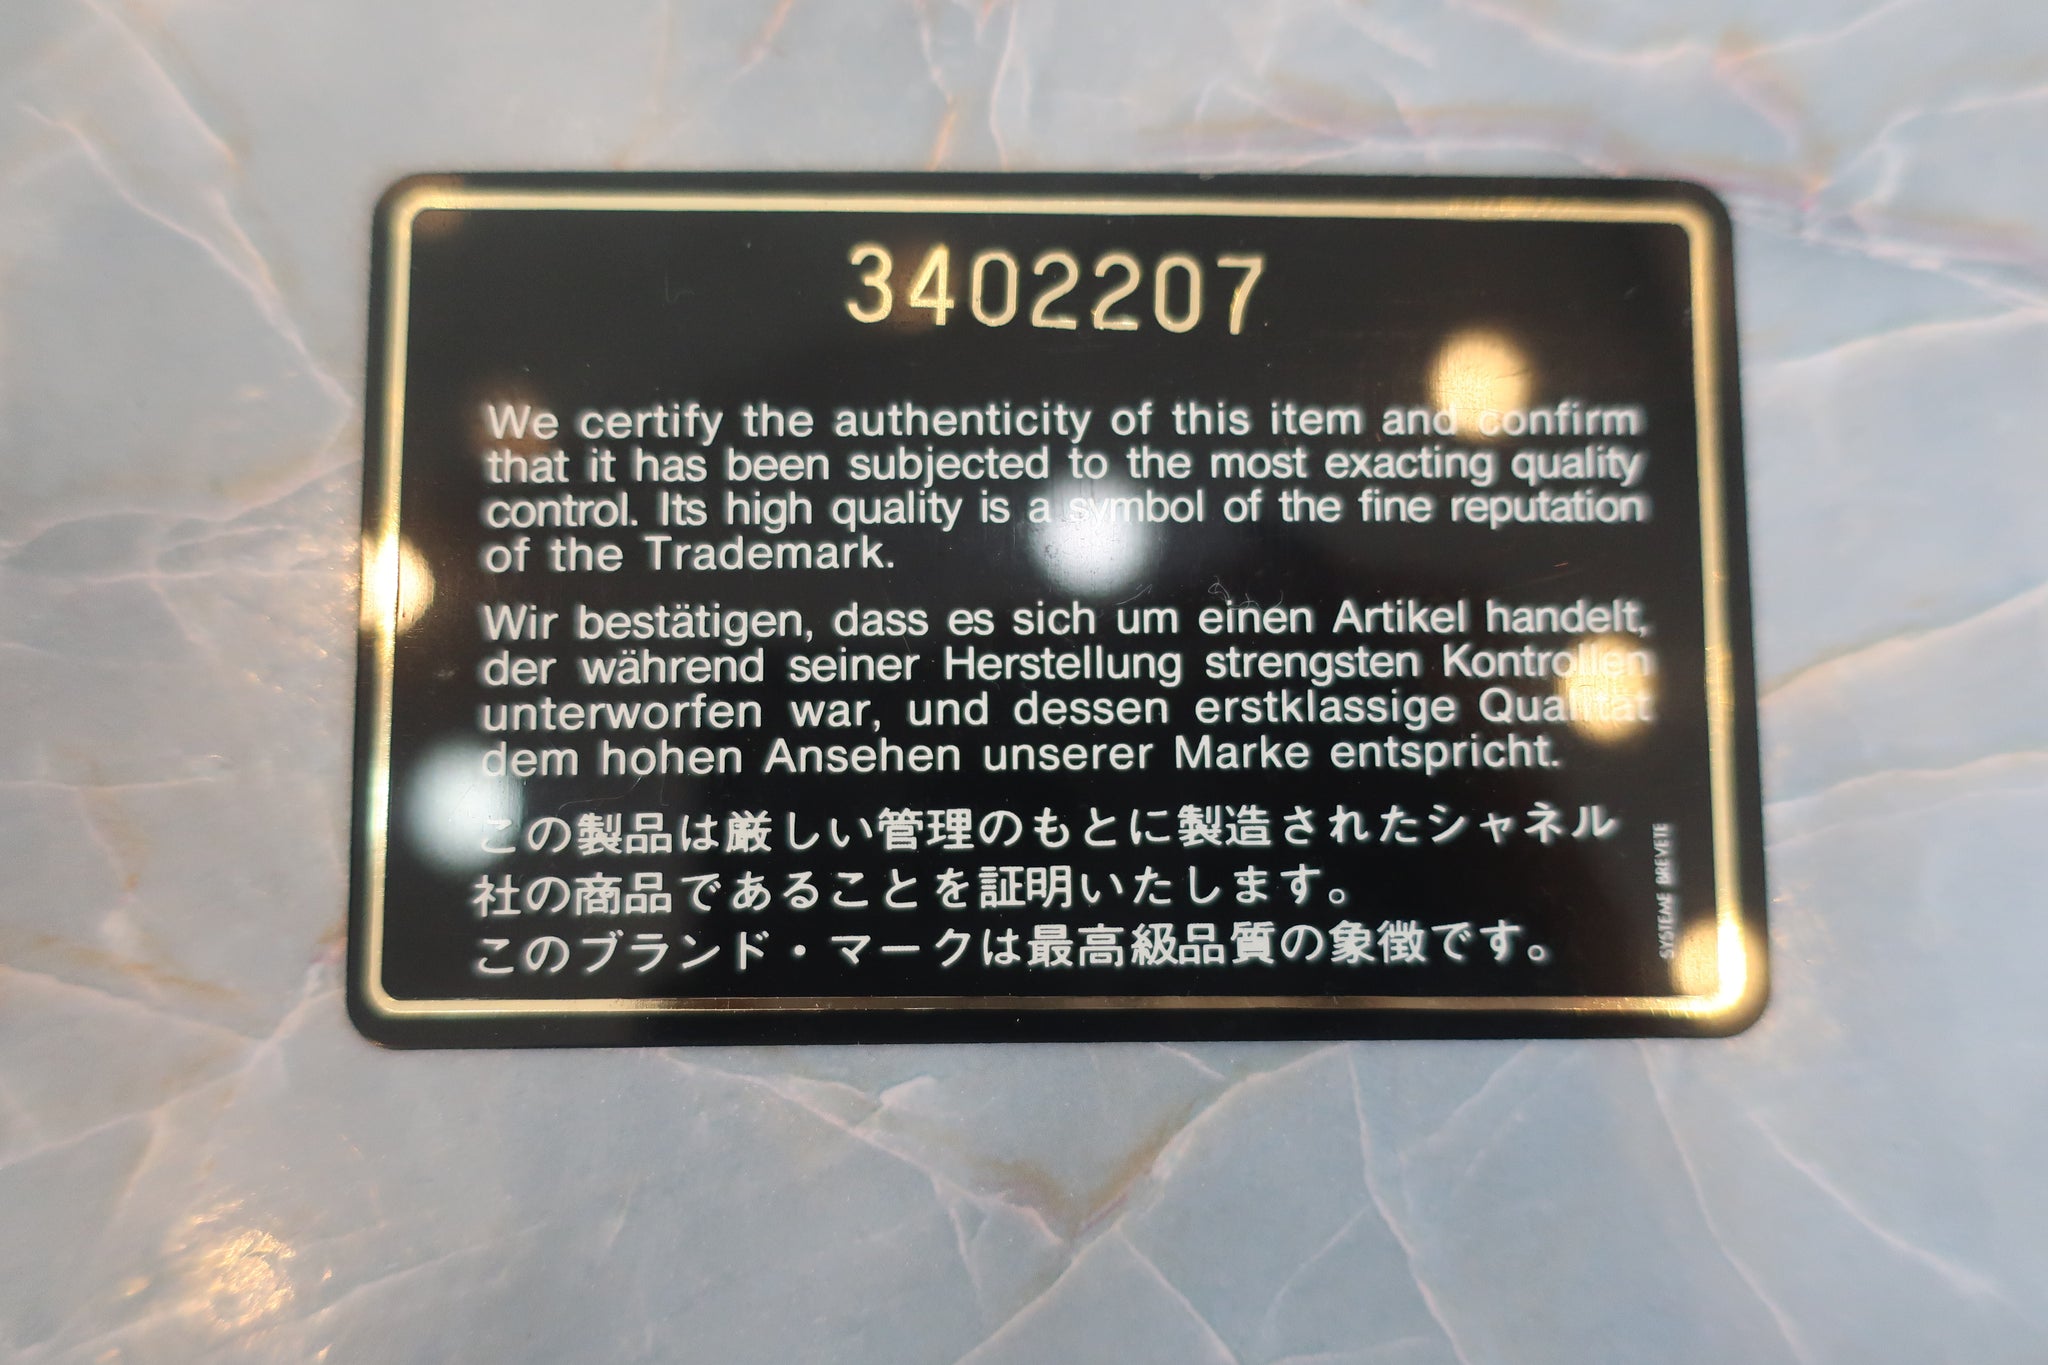 3402207
We certify the authenticity of this item and confirm
that it has been subjected to the most exacting quality
control. Its high quality is a symbol of the fine reputation
of the Trademark.
Wir bestätigen, dass es sich um einen Artikel handelt,
der während seiner Herstellung strengsten Kontrollen
unterworfen war, und dessen erstklassige Qualität
dem hohen Ansehen unserer Marke entspricht.
この製品は厳しい管理のもとに製造されたシャネル
社の商品であることを証明いたします。
このブランド・マークは最高級品質の象徴です。
SYSTEME BREVETE